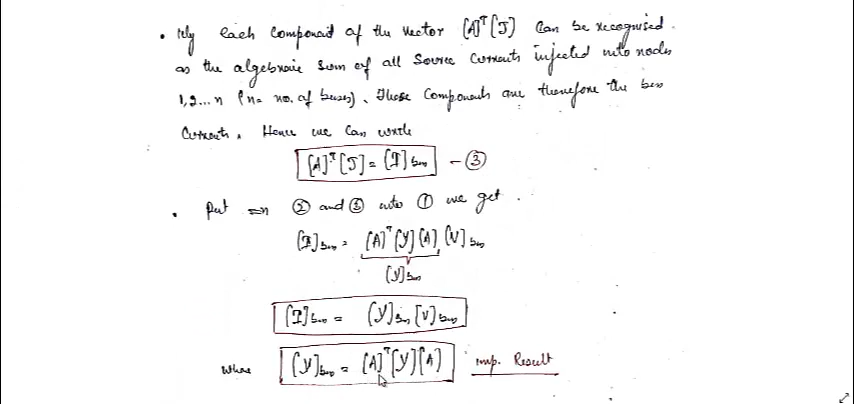 • llly each component of the vector [A]ᵀ[J] can be recognised
as the algebraic sum of all source currents injected into nodes
1,2...n (n= no. of buses). These components are therefore the bus
currents. Hence we can write
[A]ᵀ[J] = [I]bus - ③
• Put =n ② and ③ into ① we get.
[I]bus = [A]ᵀ[Y][A][V]bus
[Y]bus
[I]bus = [Y]bus[V]bus
where [Y]bus = [A]ᵀ[Y][A] imp. Result